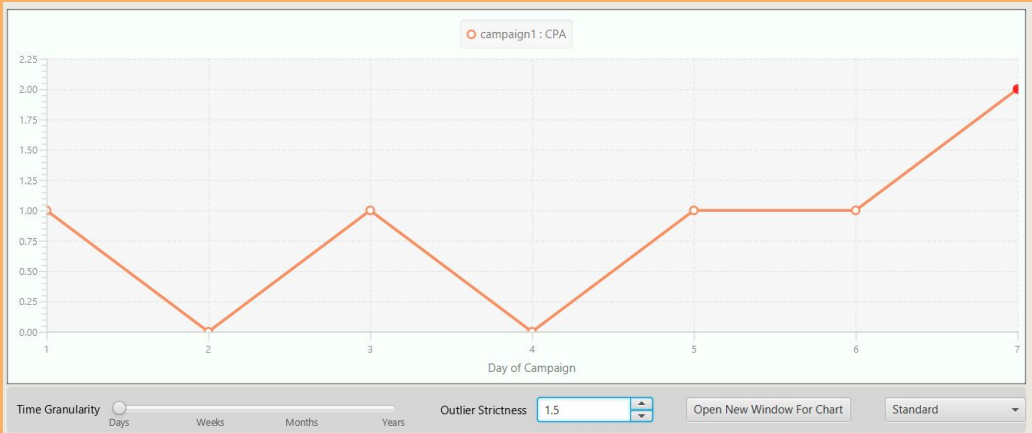 campaign1 : CPA
2.25
2.00
1.75
1.50
1.25
1.00
0.75
0.50
0.25
0.00
1 2 3 4 5 6 7
Day of Campaign
Time Granularity
Days Weeks Months Years
Outlier Strictness 1.5
Open New Window For Chart
Standard